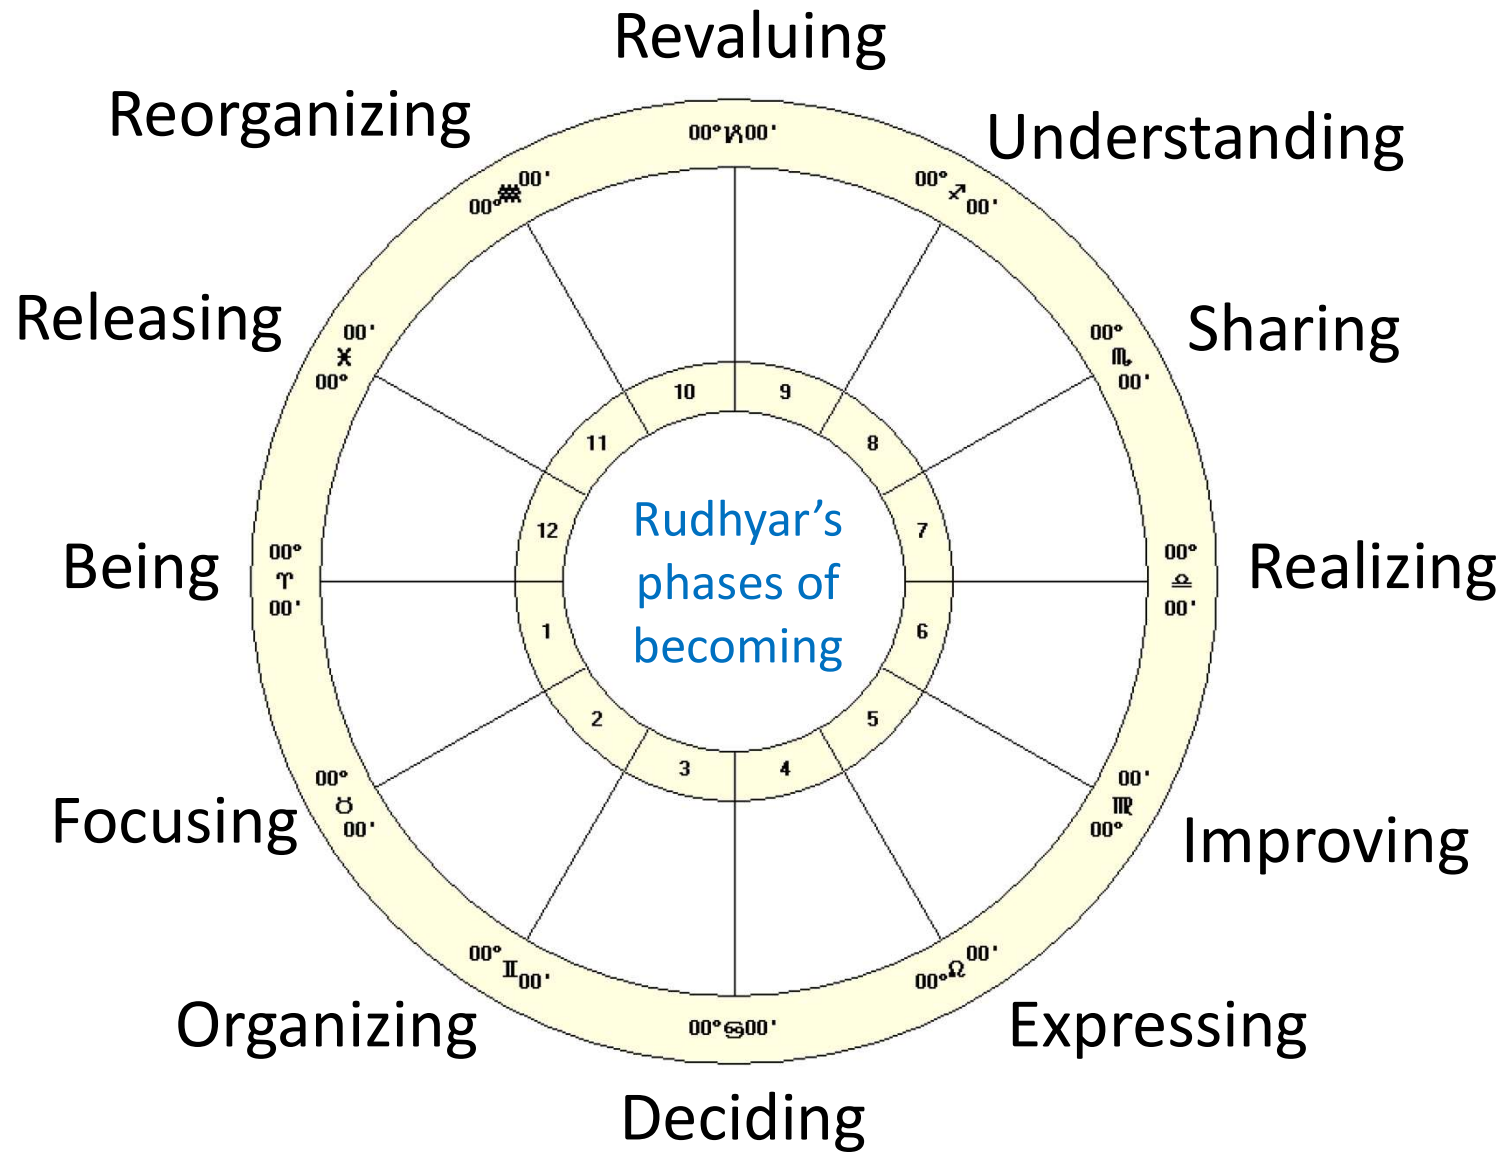 Revaluing
Reorganizing
Understanding
00°♑00'
00°♒00'
00°♐00'
Releasing
00'
♓
00°
Sharing
00°
♏
00'
10
9
11
8
12
7
Rudhyar’s
phases of
becoming
Being
00°
♈
00'
Realizing
00°
♎
00'
1
6
2
5
3
4
Focusing
00°
♉
00'
Improving
00'
♍
00°
00°♊00'
00°♌00'
Organizing
Expressing
00°♋00'
Deciding